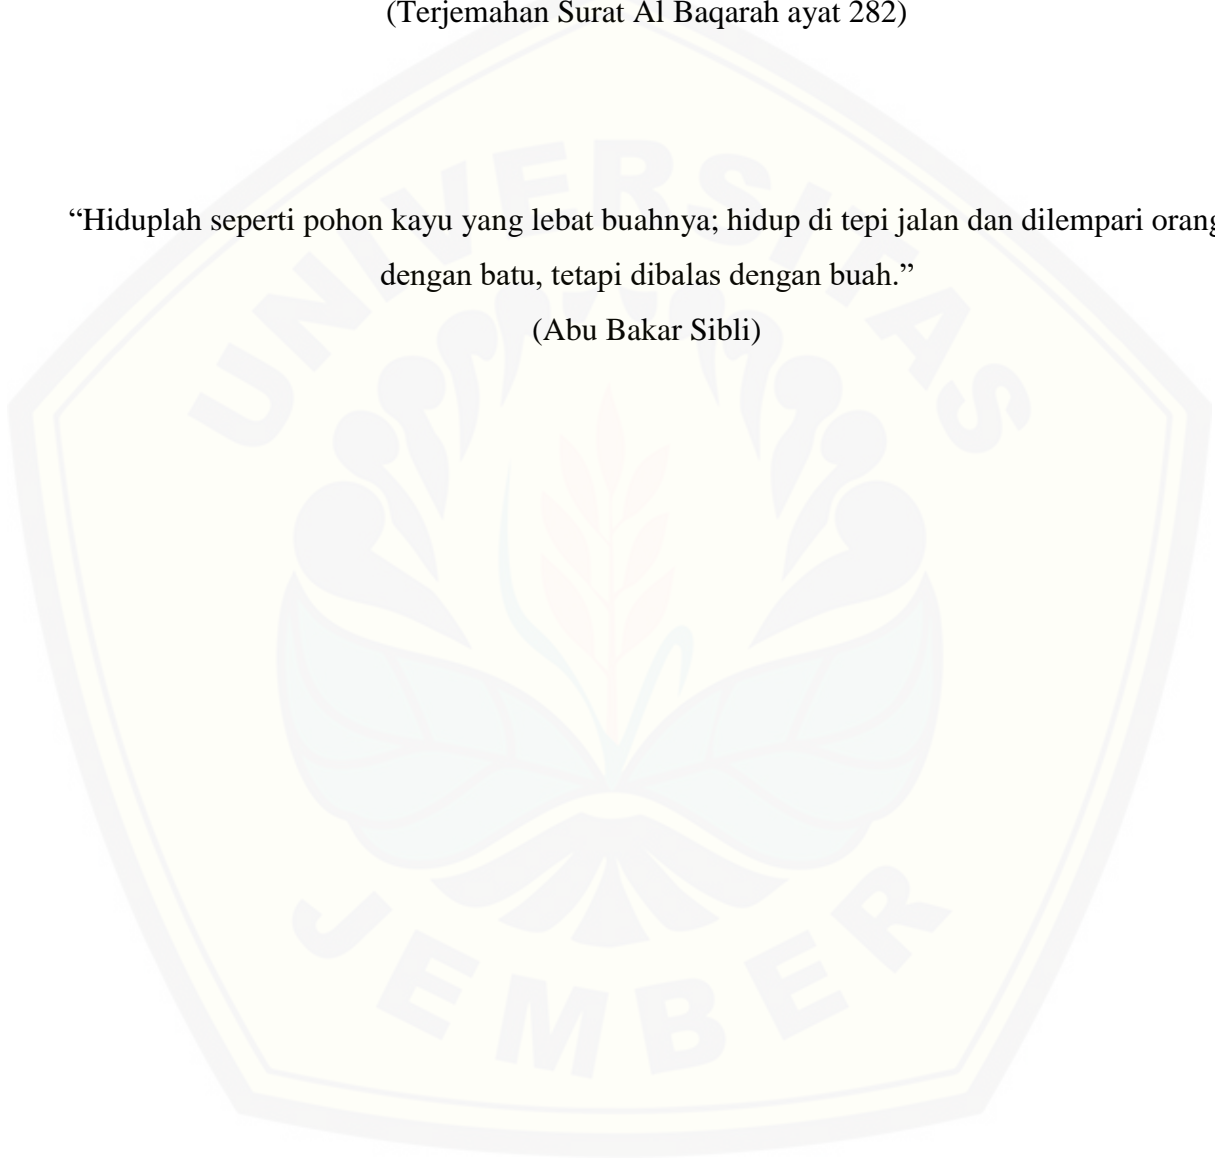 (Terjemahan Surat Al Baqarah ayat 282)
“Hiduplah seperti pohon kayu yang lebat buahnya; hidup di tepi jalan dan dilempari orang
dengan batu, tetapi dibalas dengan buah.”
(Abu Bakar Sibli)
UNIVERSITAS
JEMBER